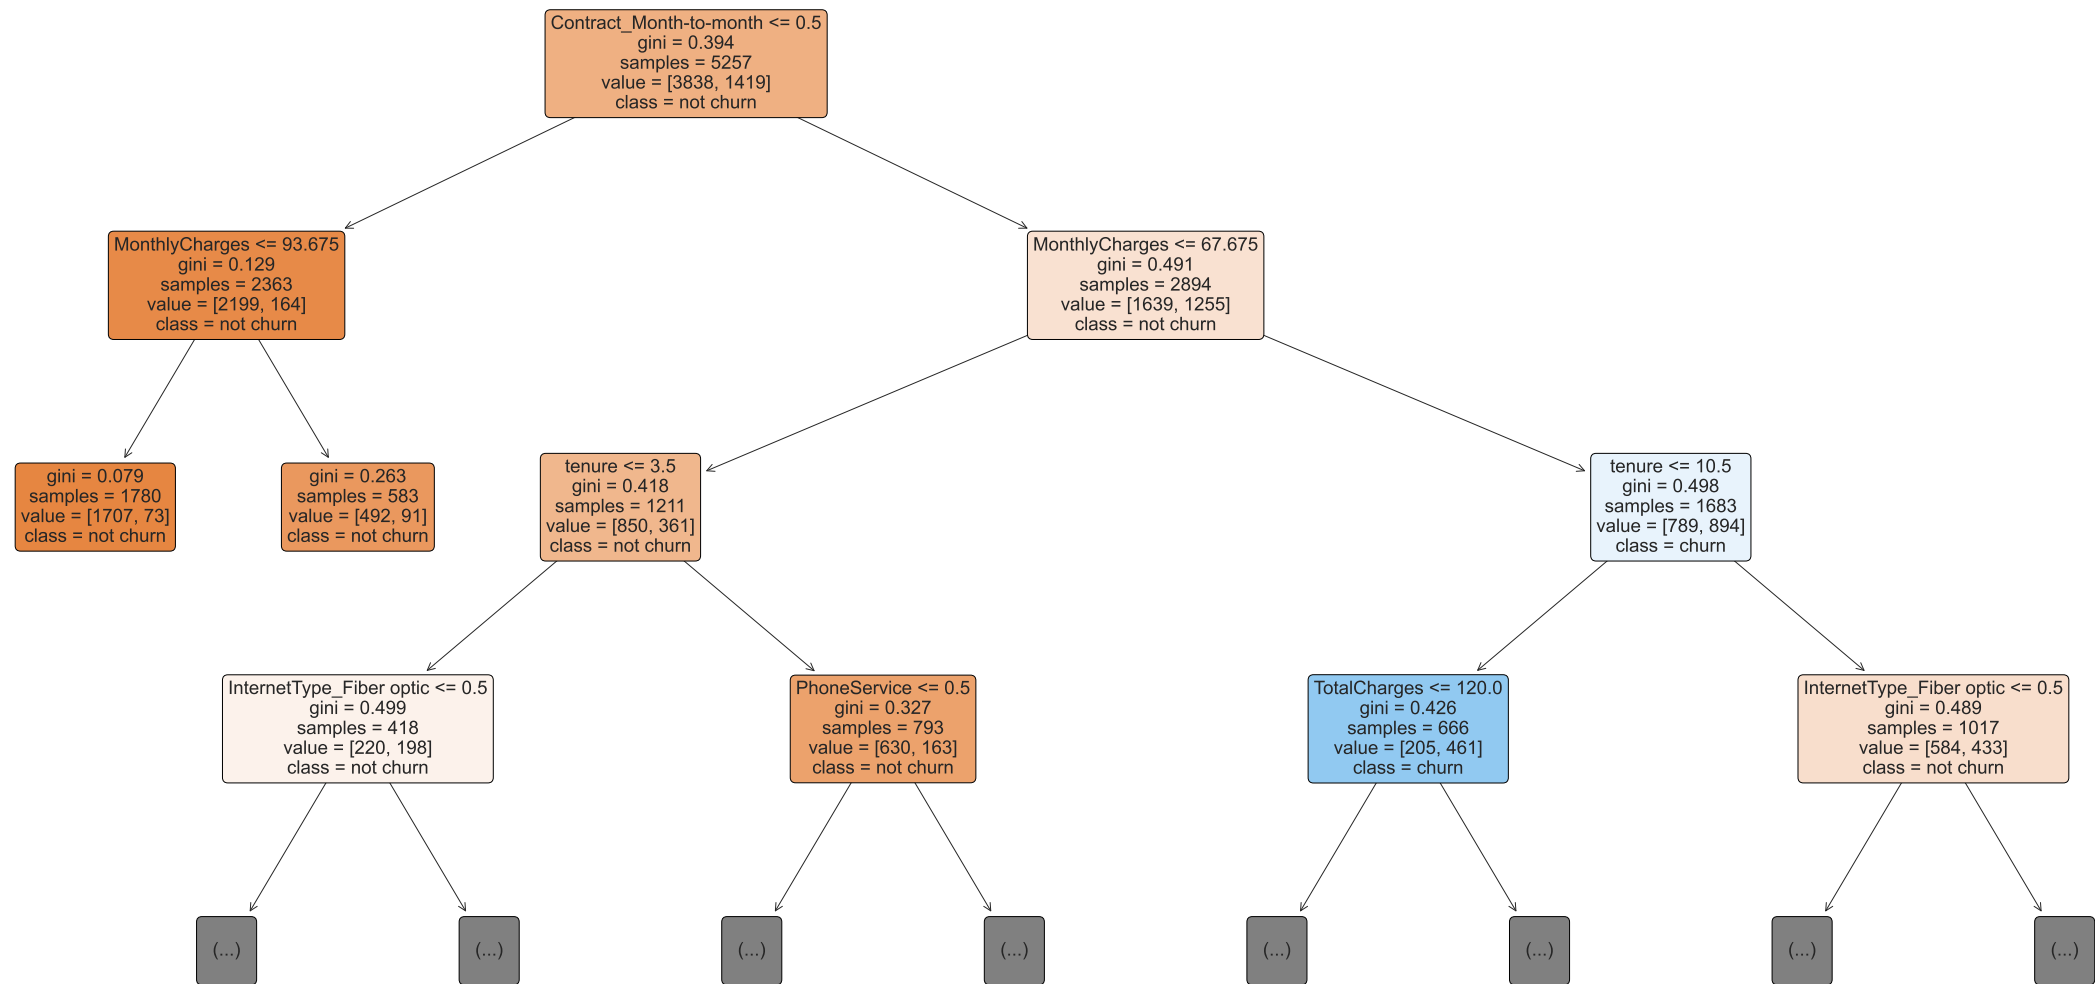 Contract_Month-to-month <= 0.5
gini = 0.394
samples = 5257
value = [3838, 1419]
class = not churn
MonthlyCharges <= 93.675
gini = 0.129
samples = 2363
value = [2199, 164]
class = not churn
MonthlyCharges <= 67.675
gini = 0.491
samples = 2894
value = [1639, 1255]
class = not churn
gini = 0.079
samples = 1780
value = [1707, 73]
class = not churn
gini = 0.263
samples = 583
value = [492, 91]
class = not churn
tenure <= 3.5
gini = 0.418
samples = 1211
value = [850, 361]
class = not churn
tenure <= 10.5
gini = 0.498
samples = 1683
value = [789, 894]
class = churn
InternetType_Fiber optic <= 0.5
gini = 0.499
samples = 418
value = [220, 198]
class = not churn
PhoneService <= 0.5
gini = 0.327
samples = 793
value = [630, 163]
class = not churn
TotalCharges <= 120.0
gini = 0.426
samples = 666
value = [205, 461]
class = churn
InternetType_Fiber optic <= 0.5
gini = 0.489
samples = 1017
value = [584, 433]
class = not churn
(...)
(...)
(...)
(...)
(...)
(...)
(...)
(...)